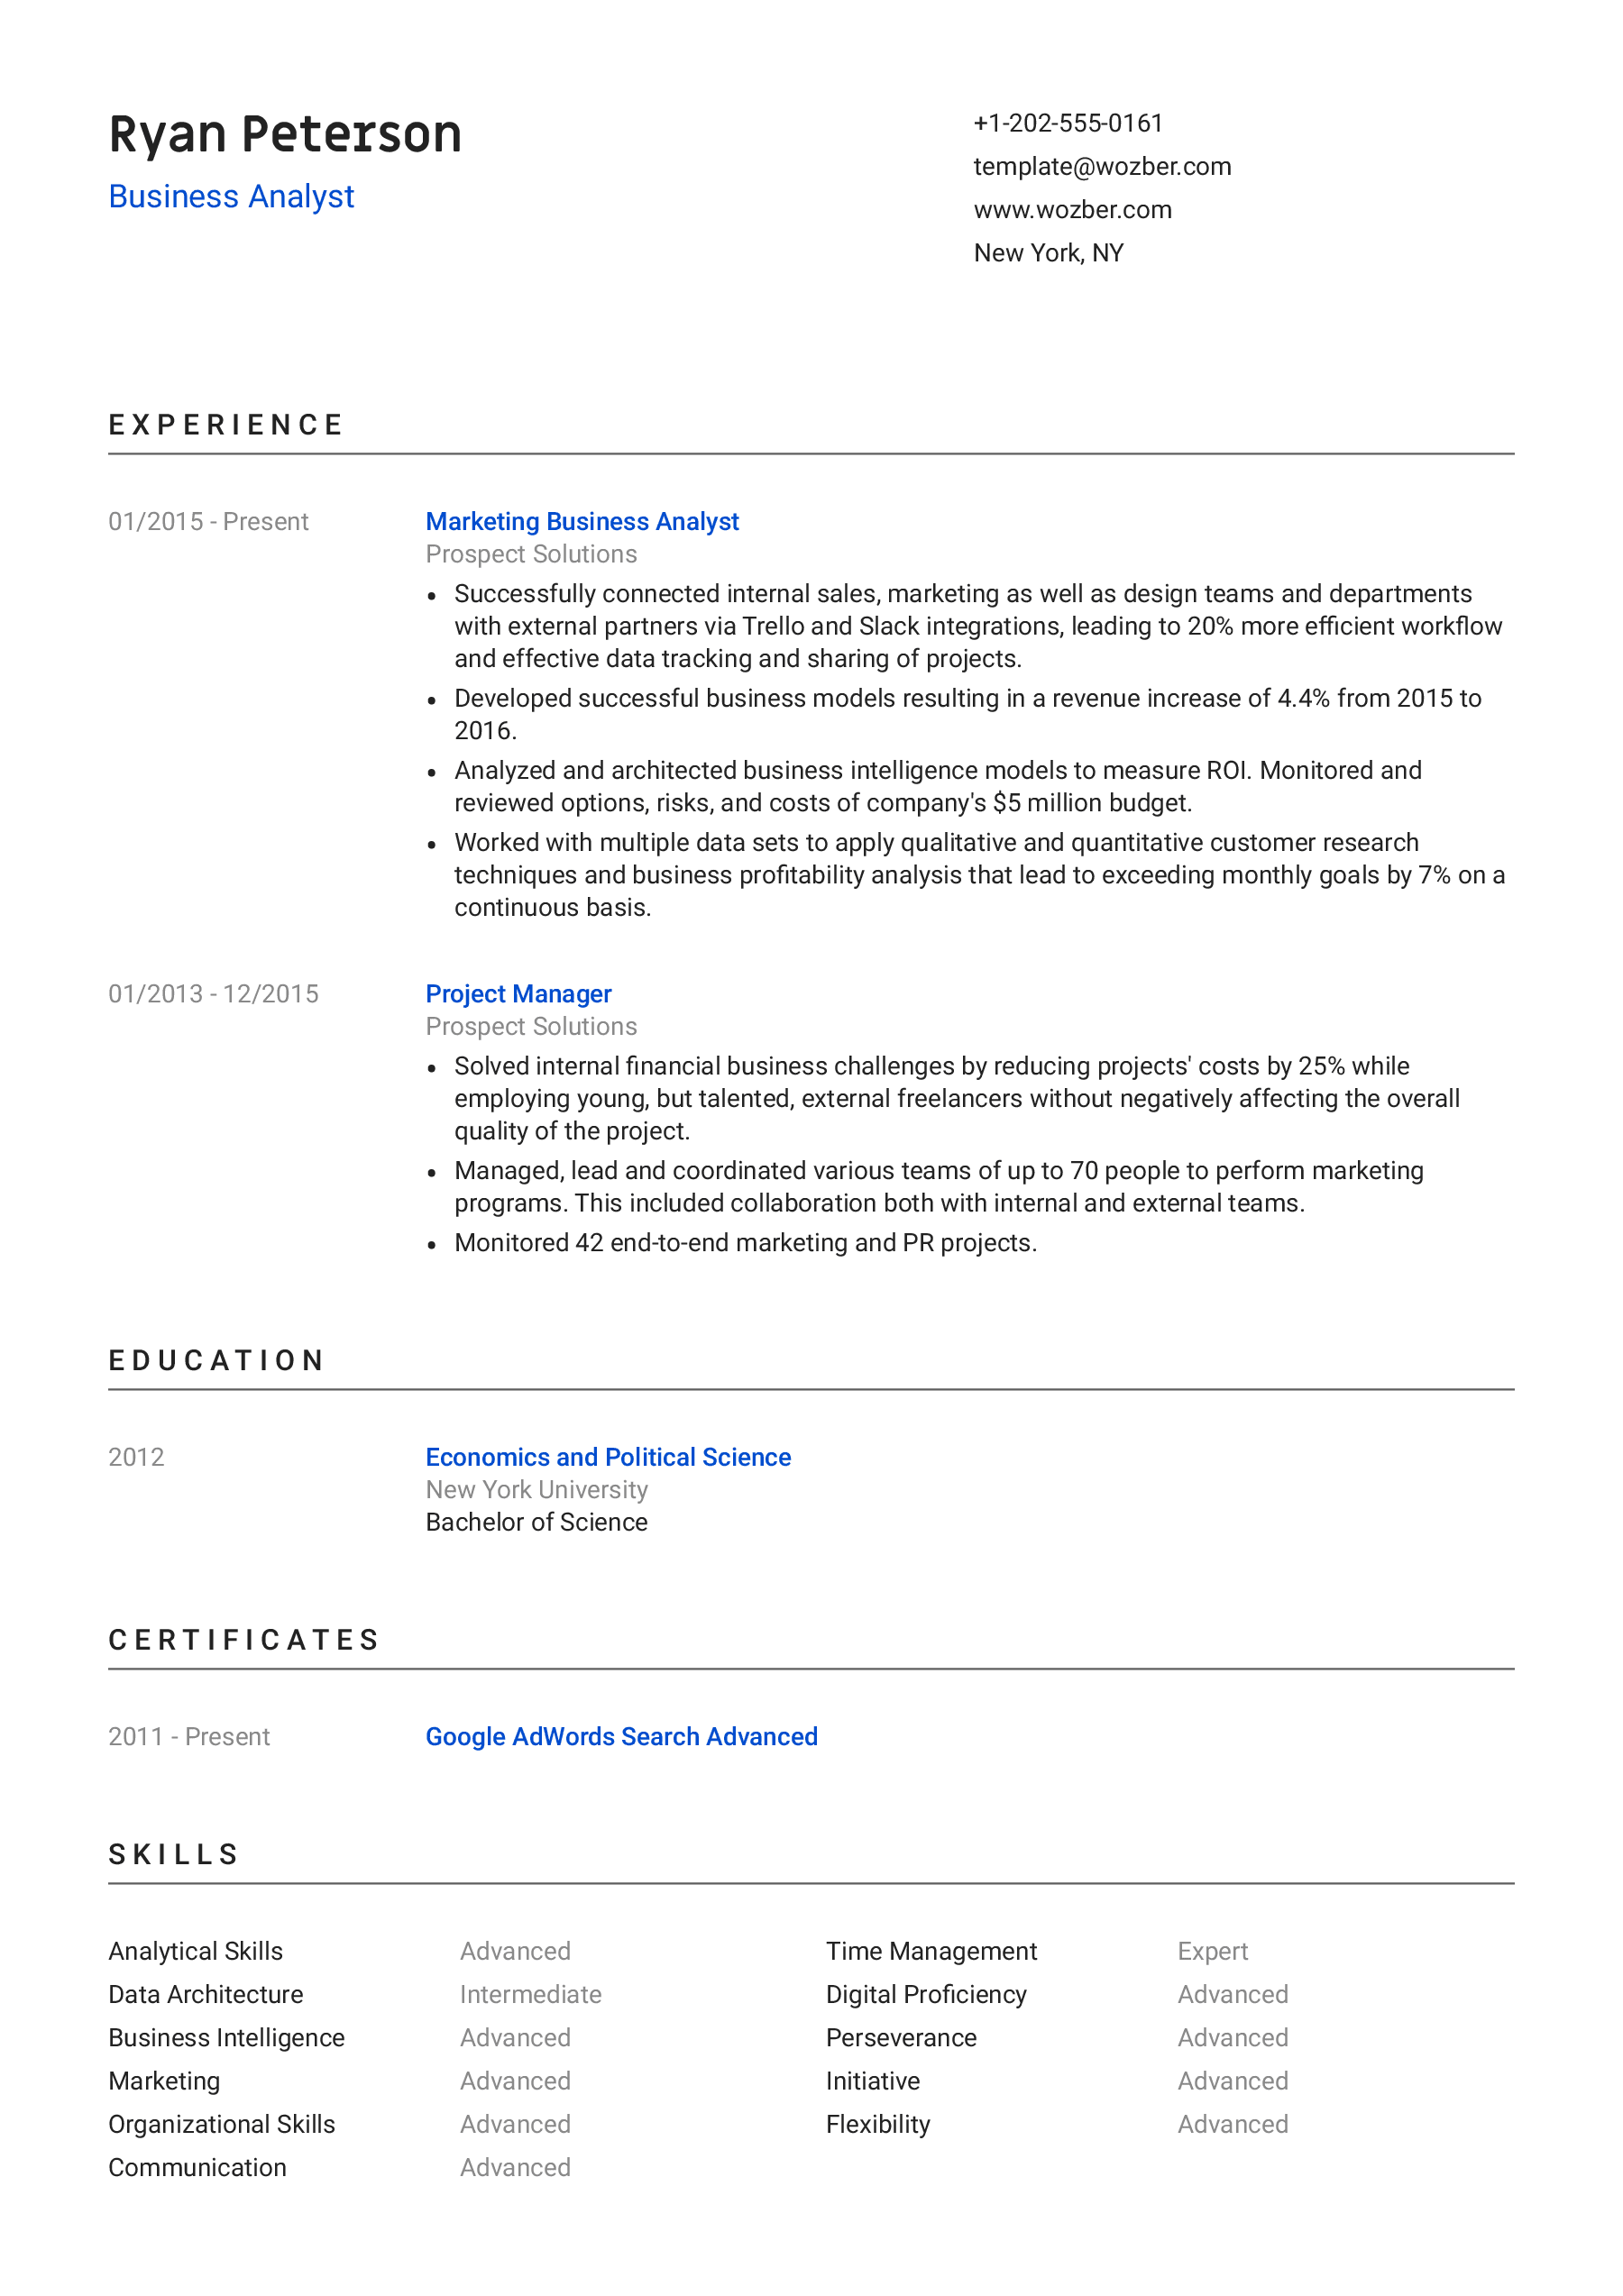 Ryan Peterson
Business Analyst
+1-202-555-0161
template@wozber.com
www.wozber.com
New York, NY
EXPERIENCE
01/2015 - Present
Marketing Business Analyst
Prospect Solutions
• Successfully connected internal sales, marketing as well as design teams and departments
with external partners via Trello and Slack integrations, leading to 20% more efficient workflow
and effective data tracking and sharing of projects.
• Developed successful business models resulting in a revenue increase of 4.4% from 2015 to
2016.
• Analyzed and architected business intelligence models to measure ROI. Monitored and
reviewed options, risks, and costs of company's $5 million budget.
• Worked with multiple data sets to apply qualitative and quantitative customer research
techniques and business profitability analysis that lead to exceeding monthly goals by 7% on a
continuous basis.
01/2013 - 12/2015
Project Manager
Prospect Solutions
• Solved internal financial business challenges by reducing projects' costs by 25% while
employing young, but talented, external freelancers without negatively affecting the overall
quality of the project.
• Managed, lead and coordinated various teams of up to 70 people to perform marketing
programs. This included collaboration both with internal and external teams.
• Monitored 42 end-to-end marketing and PR projects.
EDUCATION
2012
Economics and Political Science
New York University
Bachelor of Science
CERTIFICATES
2011 - Present
Google AdWords Search Advanced
SKILLS
Analytical Skills Advanced
Data Architecture Intermediate
Business Intelligence Advanced
Marketing Advanced
Organizational Skills Advanced
Communication Advanced
Time Management Expert
Digital Proficiency Advanced
Perseverance Advanced
Initiative Advanced
Flexibility Advanced